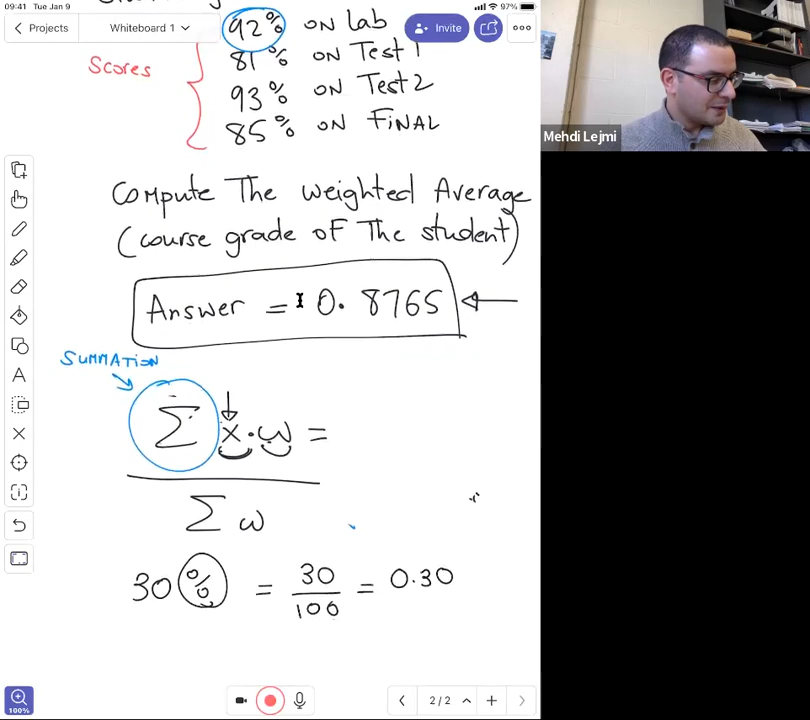 09:41 Tue Jan 9
97%
Projects
Whiteboard 1
Invite
92% ON Lab
Scores
81% ON Test 1
93% ON Test 2
85% ON FiNAL
Compute The Weighted Average
(course grade of The student)
Answer = 0.8765
SUMMATION
Σ x·ω =
Σ ω
30% = 30/100 = 0.30
100%
2/2
Mehdi Lejmi